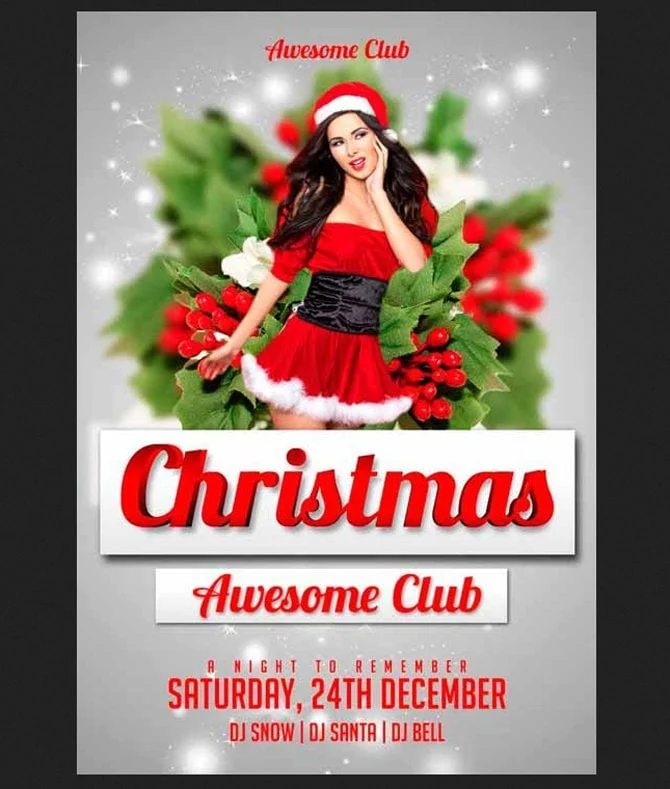 Awesome Club
Christmas
Awesome Club
A NIGHT TO REMEMBER
SATURDAY, 24TH DECEMBER
DJ SNOW | DJ SANTA | DJ BELL